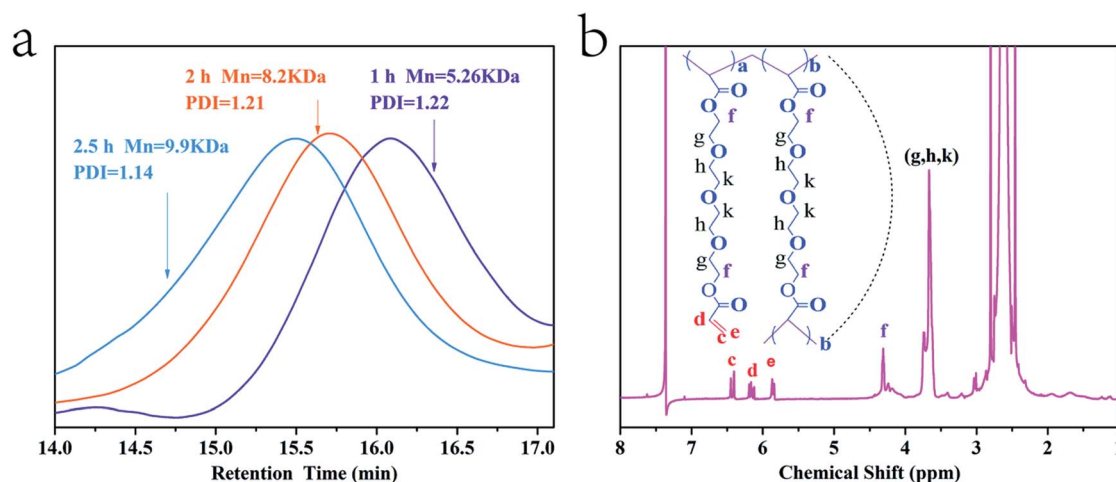 a
2 h Mn=8.2KDa
PDI=1.21
1 h Mn=5.26KDa
PDI=1.22
2.5 h Mn=9.9KDa
PDI=1.14
14.0 14.5 15.0 15.5 16.0 16.5 17.0
Retention Time (min)
b
a b
O O
O f O f
g g
O O
h h
k k
O O
k k
h h
O O
g g
f f
O O O O
d e
c b
(g,h,k)
f
c d e
8 7 6 5 4 3 2 1
Chemical Shift (ppm)